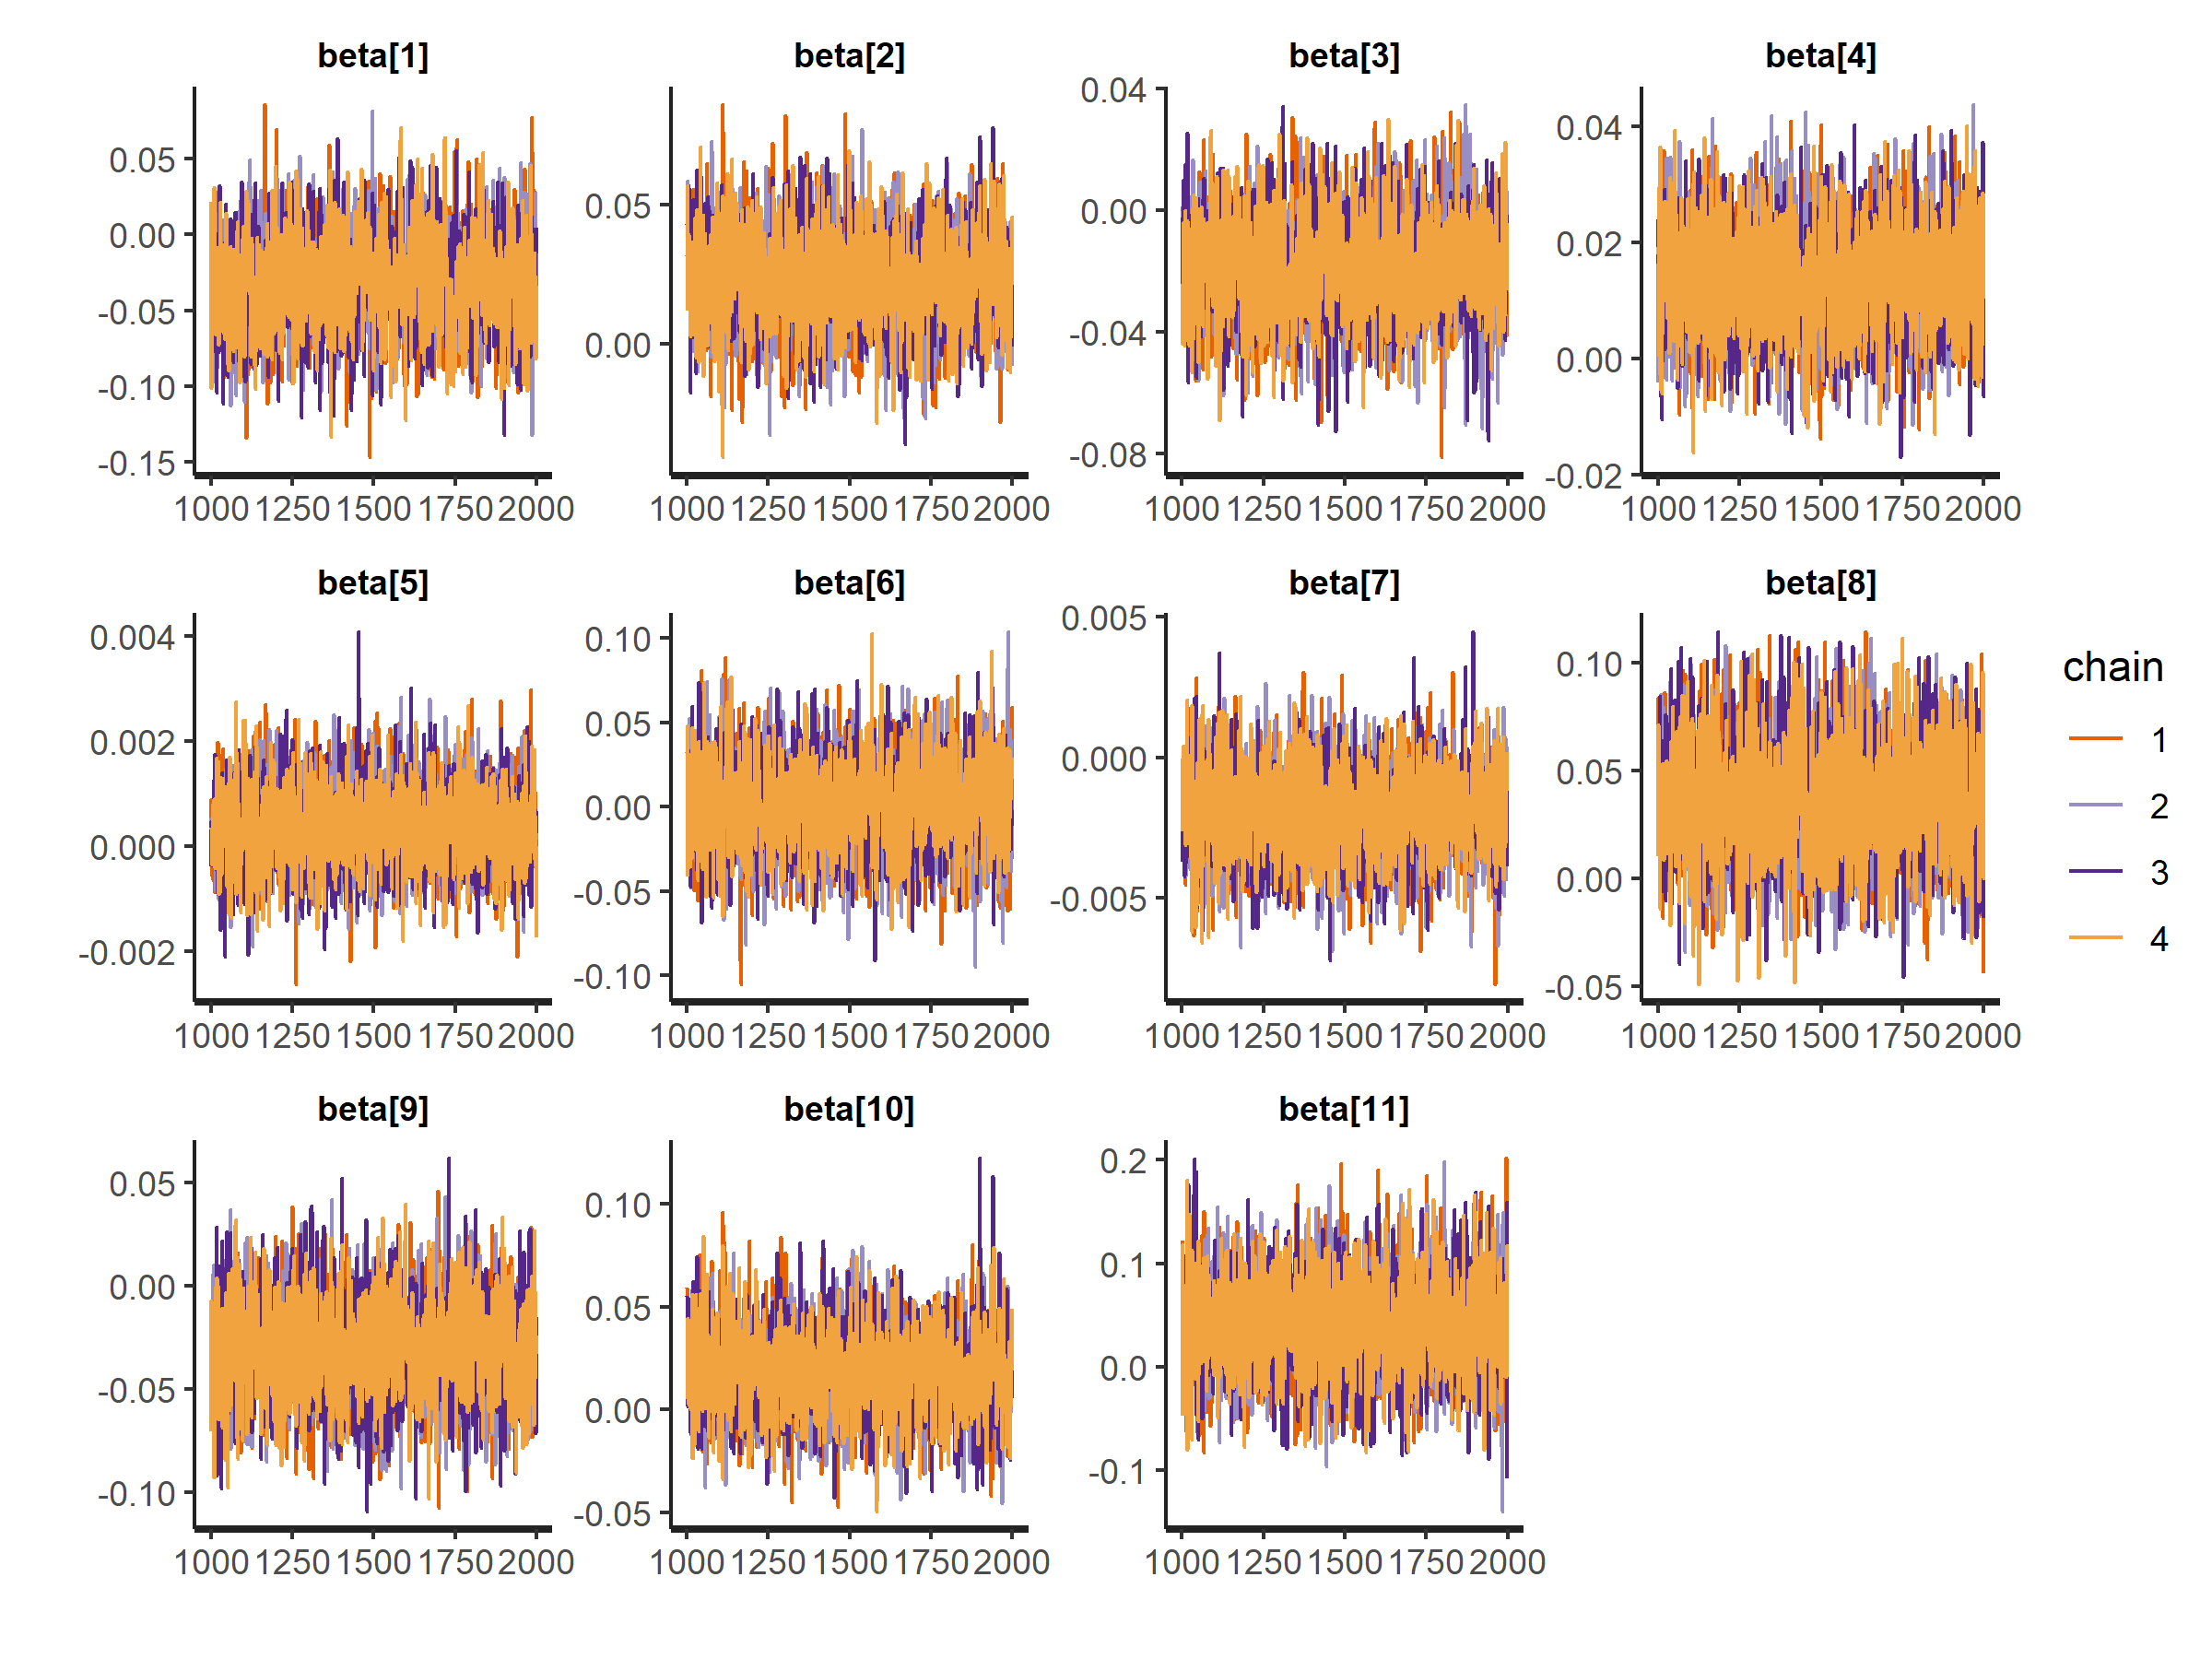 beta[1] beta[2] beta[3] beta[4]
0.05 0.00 -0.05 -0.10 -0.15
0.05 0.00
0.04 0.00 -0.04 -0.08
0.04 0.02 0.00 -0.02
1000 1250 1500 1750 2000 1000 1250 1500 1750 2000 1000 1250 1500 1750 2000 1000 1250 1500 1750 2000
beta[5] beta[6] beta[7] beta[8]
0.004 0.002 0.000 -0.002
0.10 0.05 0.00 -0.05 -0.10
0.005 0.000 -0.005
0.10 0.05 0.00 -0.05
1000 1250 1500 1750 2000 1000 1250 1500 1750 2000 1000 1250 1500 1750 2000 1000 1250 1500 1750 2000
chain
1
2
3
4
beta[9] beta[10] beta[11]
0.05 0.00 -0.05 -0.10
0.10 0.05 0.00 -0.05
0.2 0.1 0.0 -0.1
1000 1250 1500 1750 2000 1000 1250 1500 1750 2000 1000 1250 1500 1750 2000